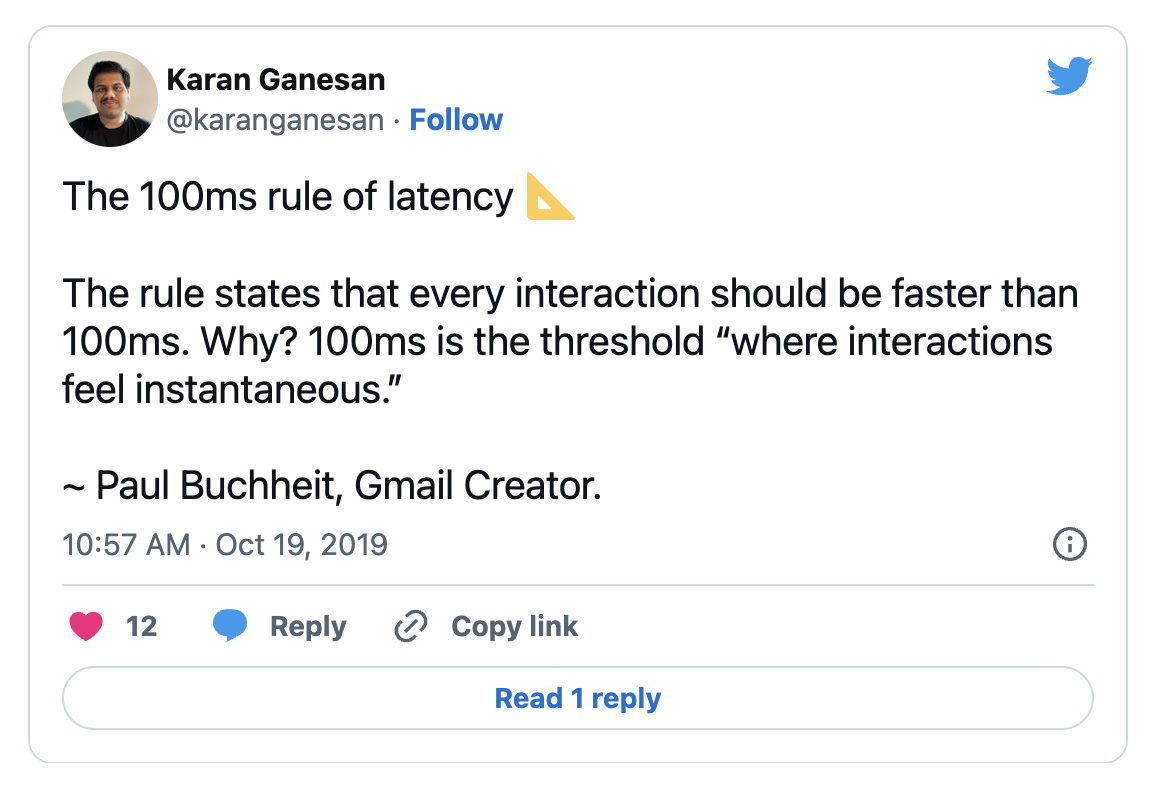 Karan Ganesan
@karanganesan · Follow
The 100ms rule of latency 📐
The rule states that every interaction should be faster than
100ms. Why? 100ms is the threshold “where interactions
feel instantaneous.”
~ Paul Buchheit, Gmail Creator.
10:57 AM · Oct 19, 2019
12 Reply Copy link
Read 1 reply